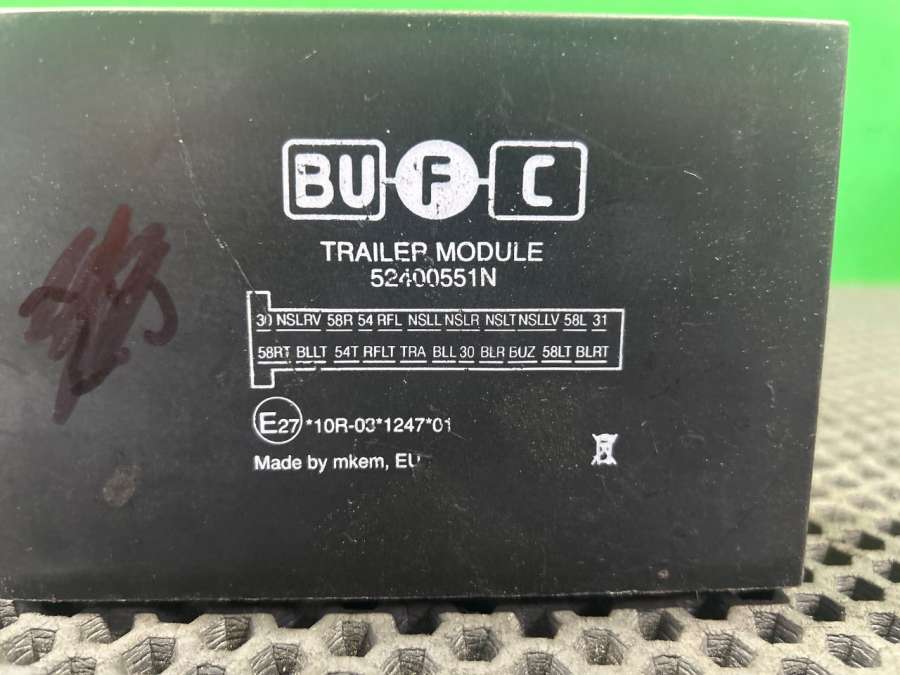 BU F C
TRAILER MODULE
52400551N
30 NSLRV 58R 54 RFL NSLL NSLR NSLT NSLLV 58L 31
58RT BLLT 54T RFLT TRA BLL 30 BLR BUZ 58LT BLRT
E27 *10R-03*1247*01
Made by mkem, EU